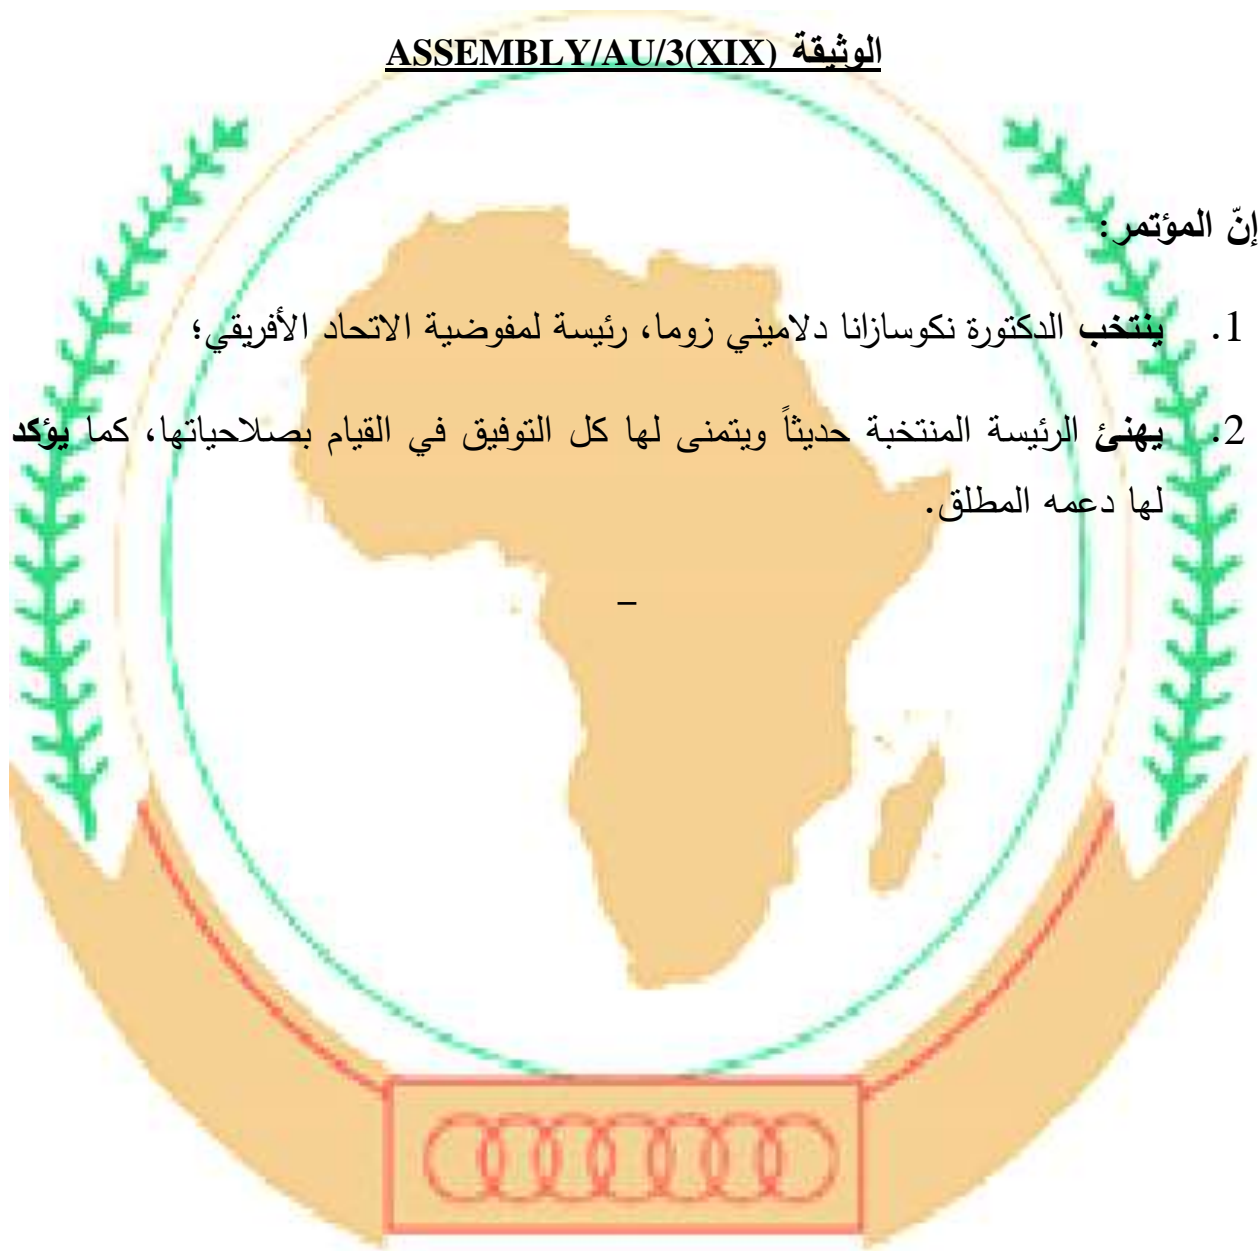 الوثيقة ASSEMBLY/AU/3(XIX)
إنّ المؤتمر:
1. ينتخب الدكتورة نكوسازانا دلاميني زوما، رئيسة لمفوضية الاتحاد الأفريقي؛
2. يهنئ الرئيسة المنتخبة حديثاً ويتمنى لها كل التوفيق في القيام بصلاحياتها، كما يؤكد
لها دعمه المطلق.
–